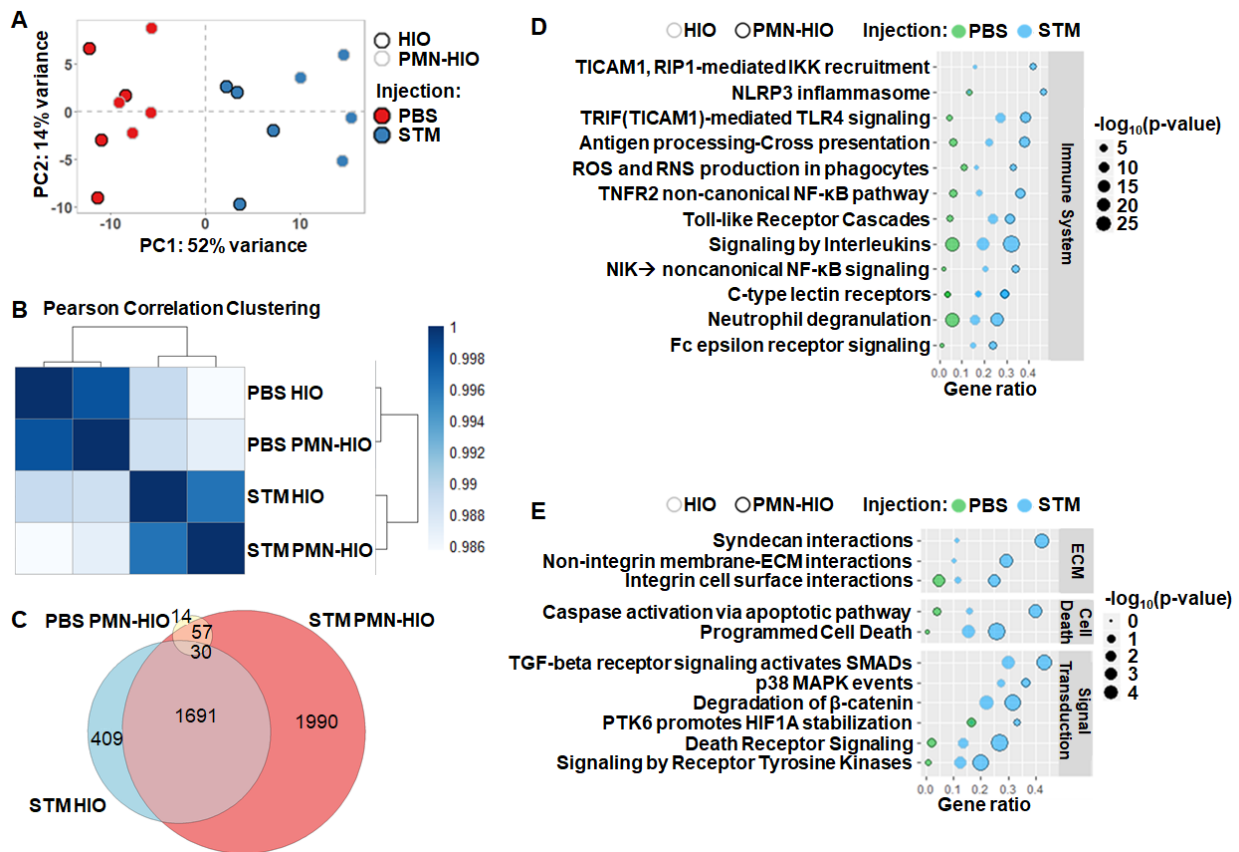 A
PC2: 14% variance
5
0
-5
-10
-10
0
10
PC1: 52% variance
HIO
PMN-HIO
Injection:
PBS
STM
B
Pearson Correlation Clustering
PBS HIO
PBS PMN-HIO
STM HIO
STM PMN-HIO
1
0.998
0.996
0.994
0.992
0.99
0.988
0.986
C
PBS PMN-HIO
14
STM PMN-HIO
57
30
1691
1990
409
STM HIO
D
HIO PMN-HIO Injection: PBS STM
TICAM1, RIP1-mediated IKK recruitment
NLRP3 inflammasome
TRIF(TICAM1)-mediated TLR4 signaling
Antigen processing-Cross presentation
ROS and RNS production in phagocytes
TNFR2 non-canonical NF-κB pathway
Toll-like Receptor Cascades
Signaling by Interleukins
NIK→ noncanonical NF-κB signaling
C-type lectin receptors
Neutrophil degranulation
Fc epsilon receptor signaling
0.0 0.1 0.2 0.3 0.4
Gene ratio
Immune System
-log10(p-value)
5
10
15
20
25
E
HIO PMN-HIO Injection: PBS STM
Syndecan interactions
Non-integrin membrane-ECM interactions
Integrin cell surface interactions
ECM
Caspase activation via apoptotic pathway
Programmed Cell Death
Cell
Death
TGF-beta receptor signaling activates SMADs
p38 MAPK events
Degradation of β-catenin
PTK6 promotes HIF1A stabilization
Death Receptor Signaling
Signaling by Receptor Tyrosine Kinases
Signal
Transduction
0.0 0.1 0.2 0.3 0.4
Gene ratio
-log10(p-value)
0
1
2
3
4